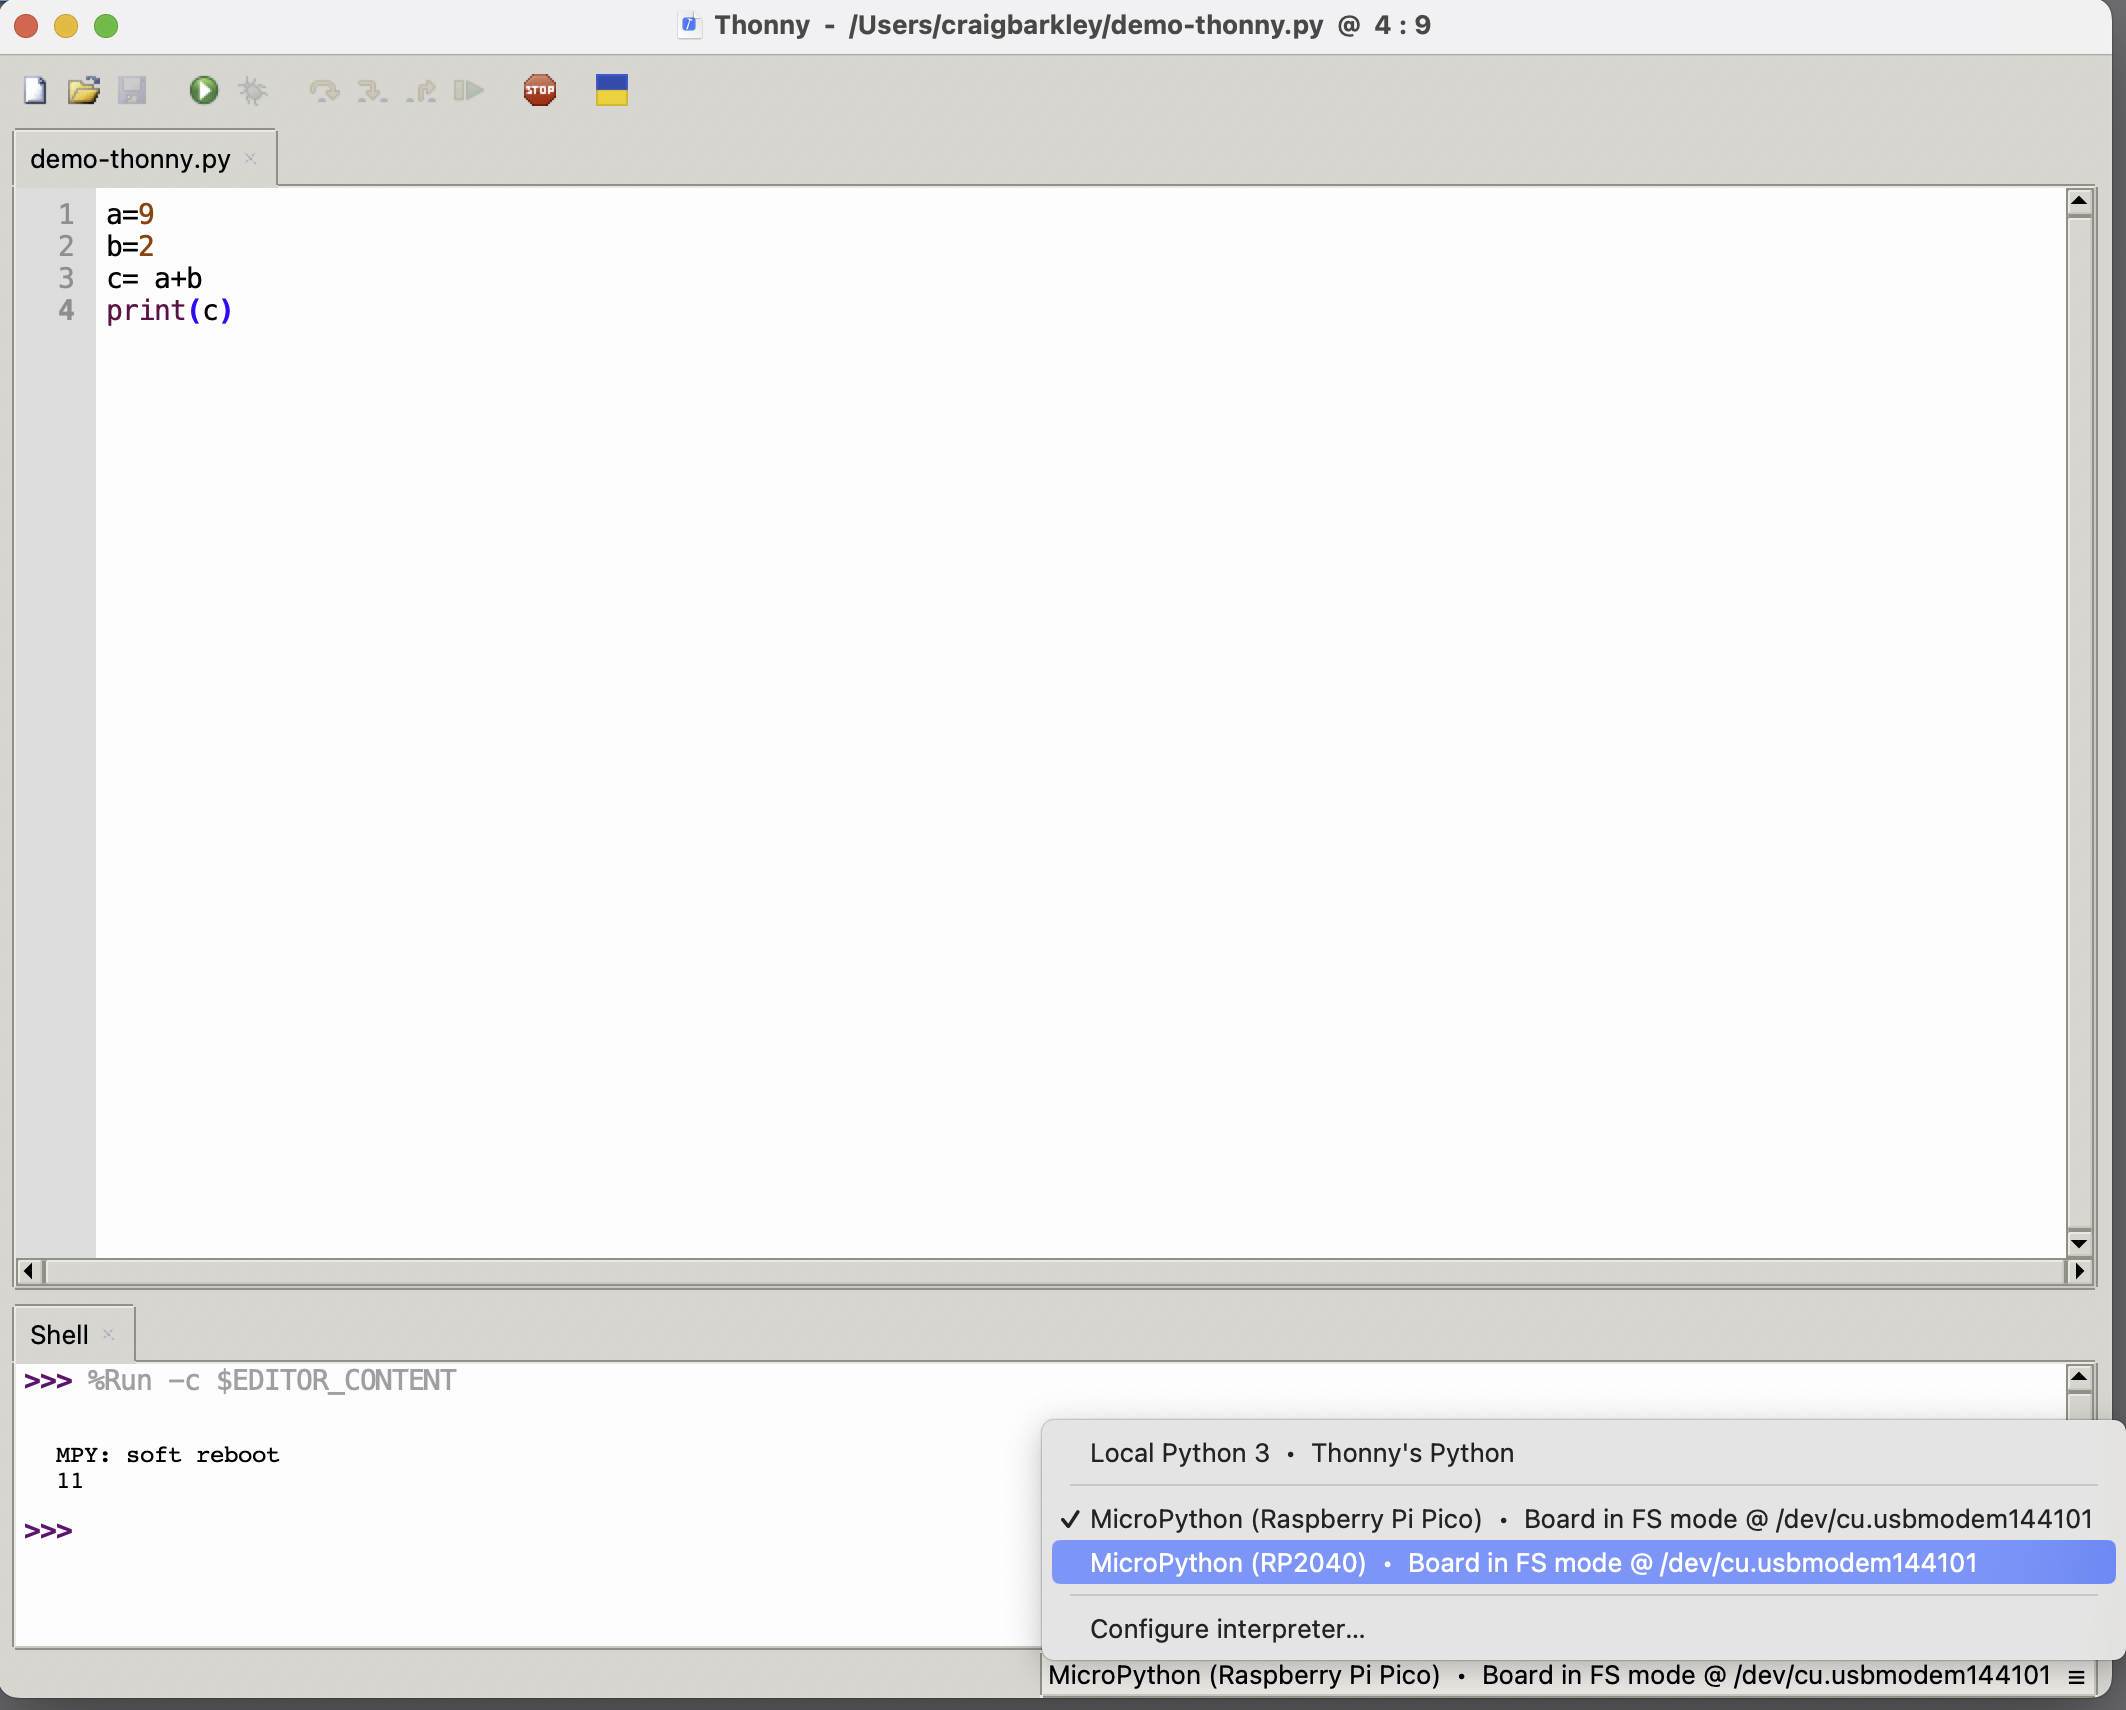 Thonny - /Users/craigbarkley/demo-thonny.py @ 4 : 9
STOP
demo-thonny.py
1 a=9
2 b=2
3 c= a+b
4 print(c)
Shell
>>> %Run -c $EDITOR_CONTENT
MPY: soft reboot
11
>>>
Local Python 3 • Thonny's Python
✓ MicroPython (Raspberry Pi Pico) • Board in FS mode @ /dev/cu.usbmodem144101
MicroPython (RP2040) • Board in FS mode @ /dev/cu.usbmodem144101
Configure interpreter...
MicroPython (Raspberry Pi Pico) • Board in FS mode @ /dev/cu.usbmodem144101 ≡